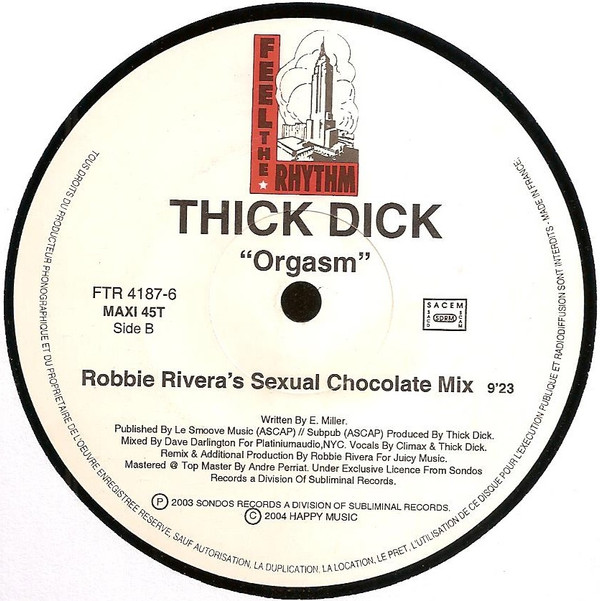 FEEL THE
RHYTHM
THICK DICK
“Orgasm”
FTR 4187-6
MAXI 45T
Side B
SACEM
SACD
SDRM
SCAM
Robbie Rivera's Sexual Chocolate Mix 9'23
Written By E. Miller.
Published By Le Smoove Music (ASCAP) // Subpub (ASCAP) Produced By Thick Dick.
Mixed By Dave Darlington For Platiniumaudio,NYC. Vocals By Climax & Thick Dick.
Remix & Additional Production By Robbie Rivera For Juicy Music.
Mastered @ Top Master By Andre Perriat. Under Exclusive Licence From Sondos
Records a Division Of Subliminal Records.
Ⓟ 2003 SONDOS RECORDS A DIVISION OF SUBLIMINAL RECORDS.
© 2004 HAPPY MUSIC
TOUS DROITS DU PRODUCTEUR PHONOGRAPHIQUE ET DU PROPRIETAIRE DE L'OEUVRE ENREGISTREE RESERVE, SAUF AUTORISATION, LA DUPLICATION, LA LOCATION, LE PRET, L'UTILISATION DE CE DISQUE POUR L'EXECUTION PUBLIQUE ET RADIODIFFUSION SONT INTERDITS - MADE IN FRANCE.